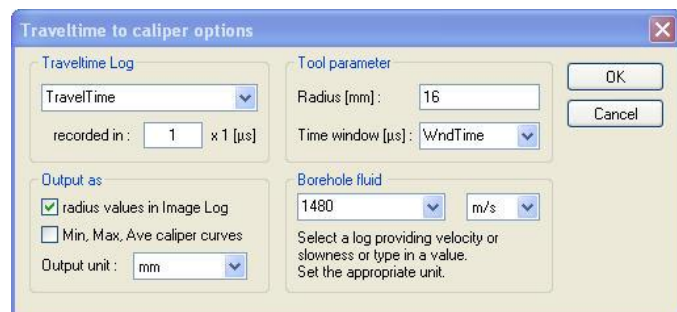 Traveltime to caliper options
Traveltime Log
TravelTime
recorded in : 1 x 1 [µs]
Tool parameter
Radius [mm] : 16
Time window [µs] : WndTime
OK
Cancel
Output as
radius values in Image Log
Min, Max, Ave caliper curves
Output unit : mm
Borehole fluid
1480 m/s
Select a log providing velocity or
slowness or type in a value.
Set the appropriate unit.